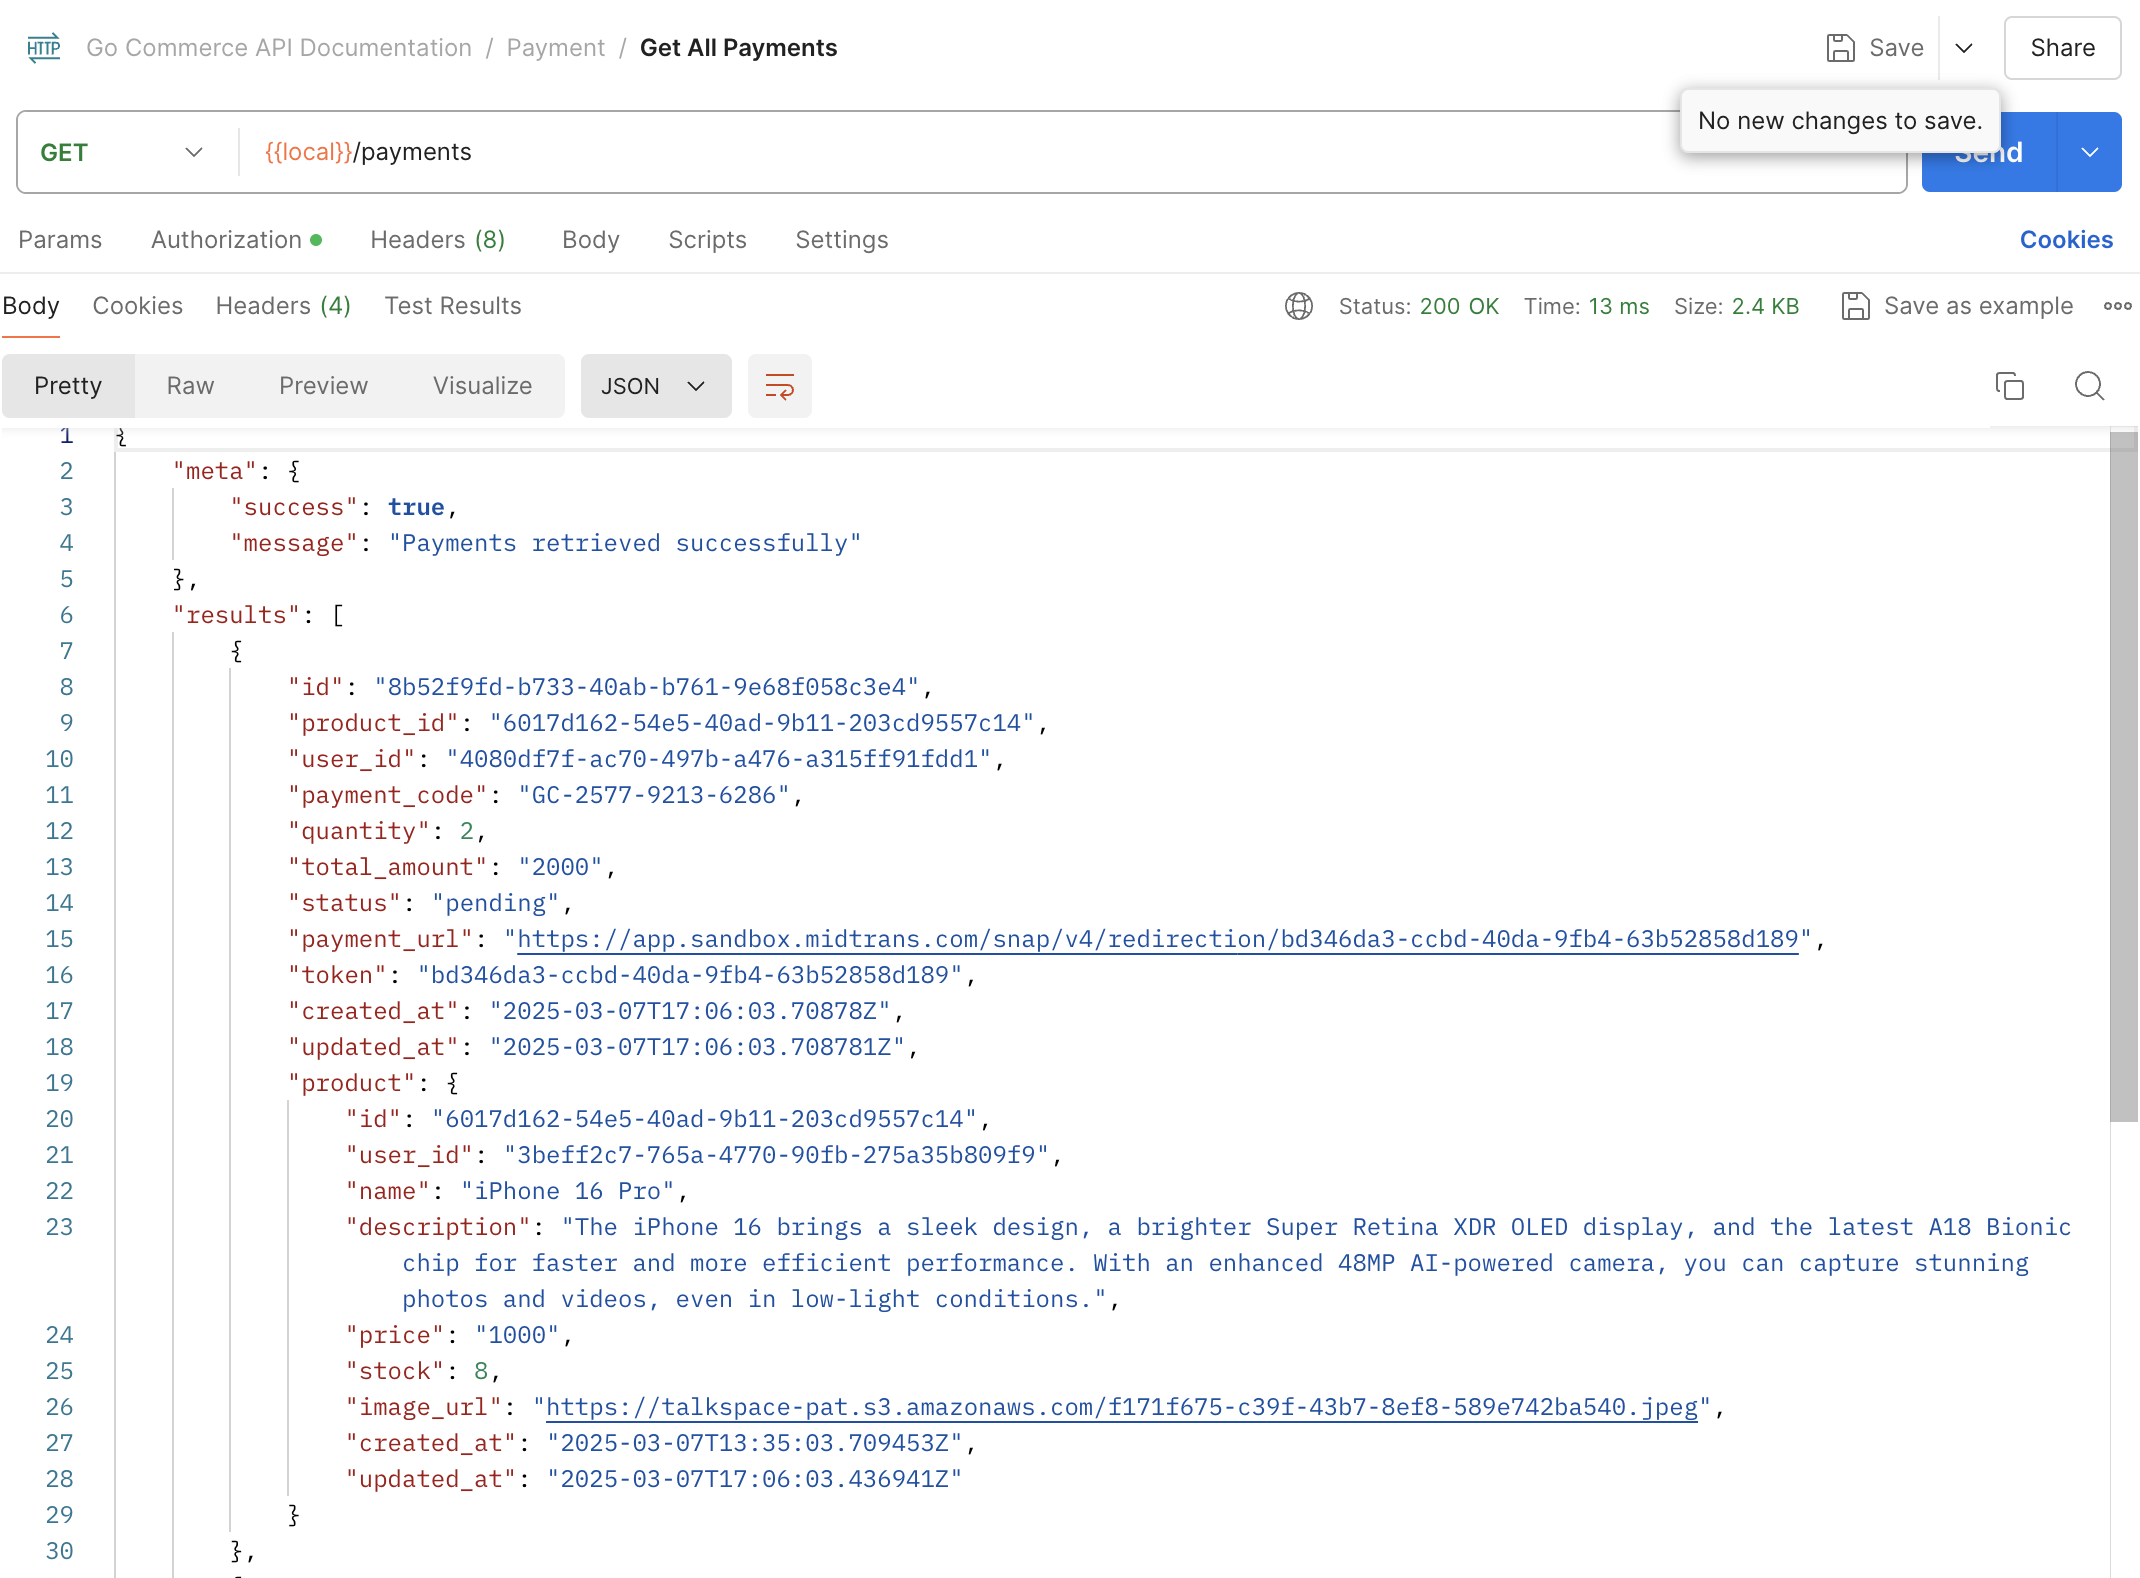 HTTP Go Commerce API Documentation / Payment / Get All Payments Save Share
No new changes to save.
GET {{local}}/payments Send
Params Authorization Headers (8) Body Scripts Settings Cookies
Body Cookies Headers (4) Test Results Status: 200 OK Time: 13 ms Size: 2.4 KB Save as example
Pretty Raw Preview Visualize JSON
1 {
2 "meta": {
3 "success": true,
4 "message": "Payments retrieved successfully"
5 },
6 "results": [
7 {
8 "id": "8b52f9fd-b733-40ab-b761-9e68f058c3e4",
9 "product_id": "6017d162-54e5-40ad-9b11-203cd9557c14",
10 "user_id": "4080df7f-ac70-497b-a476-a315ff91fdd1",
11 "payment_code": "GC-2577-9213-6286",
12 "quantity": 2,
13 "total_amount": "2000",
14 "status": "pending",
15 "payment_url": "https://app.sandbox.midtrans.com/snap/v4/redirection/bd346da3-ccbd-40da-9fb4-63b52858d189",
16 "token": "bd346da3-ccbd-40da-9fb4-63b52858d189",
17 "created_at": "2025-03-07T17:06:03.70878Z",
18 "updated_at": "2025-03-07T17:06:03.708781Z",
19 "product": {
20 "id": "6017d162-54e5-40ad-9b11-203cd9557c14",
21 "user_id": "3beff2c7-765a-4770-90fb-275a35b809f9",
22 "name": "iPhone 16 Pro",
23 "description": "The iPhone 16 brings a sleek design, a brighter Super Retina XDR OLED display, and the latest A18 Bionic
chip for faster and more efficient performance. With an enhanced 48MP AI-powered camera, you can capture stunning
photos and videos, even in low-light conditions.",
24 "price": "1000",
25 "stock": 8,
26 "image_url": "https://talkspace-pat.s3.amazonaws.com/f171f675-c39f-43b7-8ef8-589e742ba540.jpeg",
27 "created_at": "2025-03-07T13:35:03.709453Z",
28 "updated_at": "2025-03-07T17:06:03.436941Z"
29 }
30 },